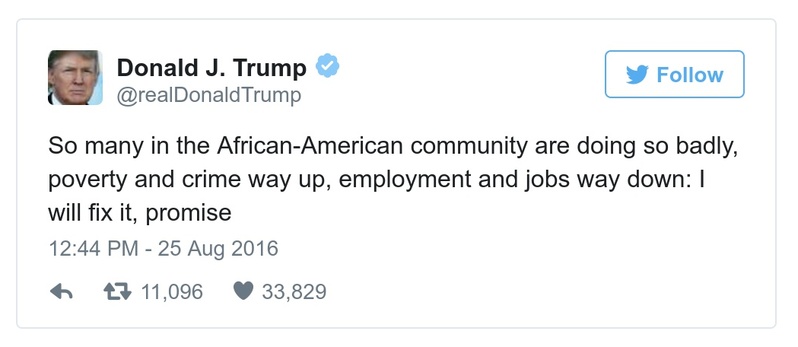 Donald J. Trump
@realDonaldTrump
Follow
So many in the African-American community are doing so badly,
poverty and crime way up, employment and jobs way down: I
will fix it, promise
12:44 PM - 25 Aug 2016
11,096 33,829